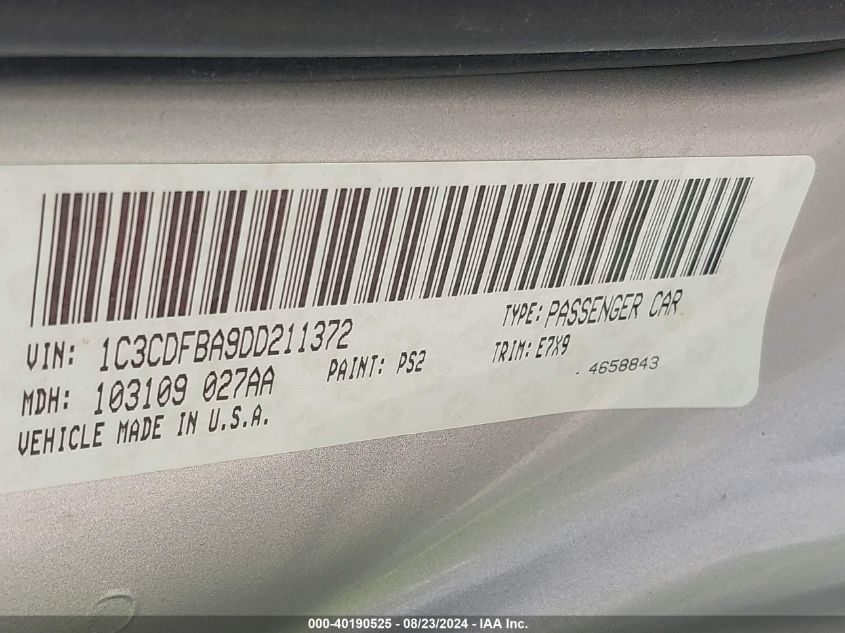 VIN: 1C3CDFBA9DD211372 TYPE: PASSENGER CAR
MDH: 103109 027AA PAINT: PS2 TRIM: E7X9
VEHICLE MADE IN U.S.A. . 4658843
000-40190525 - 08/23/2024 - IAA Inc.